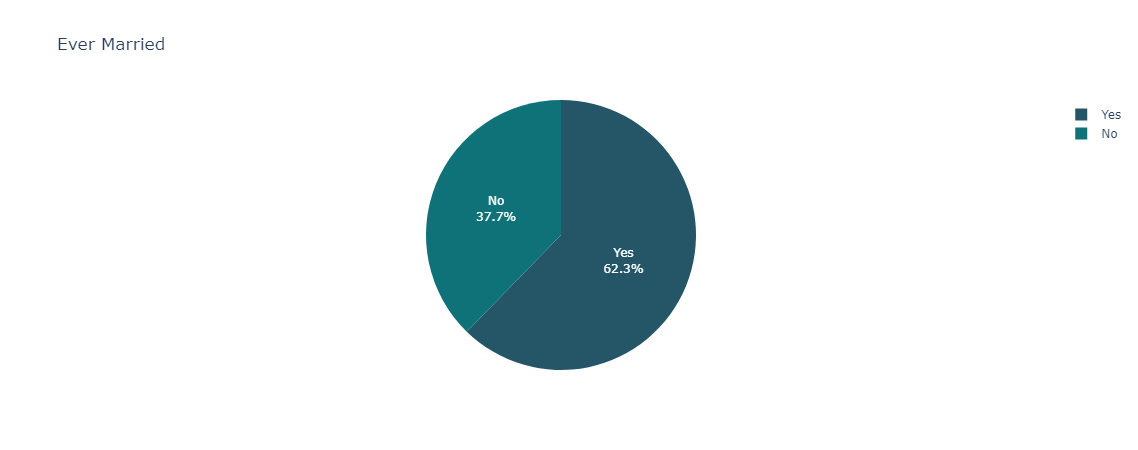 Ever Married
Yes
No
No
37.7%
Yes
62.3%